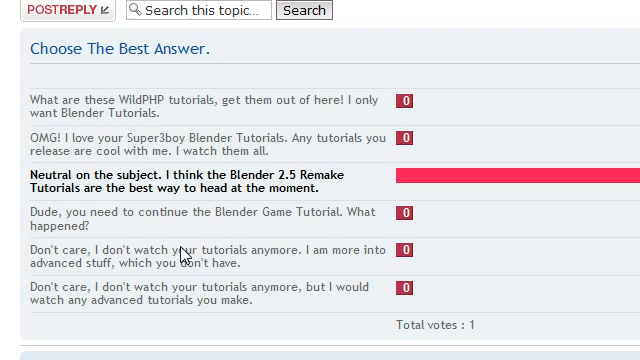 POSTREPLY
Search this topic... Search
Choose The Best Answer.
What are these WildPHP tutorials, get them out of here! I only
want Blender Tutorials.
0
OMG! I love your Super3boy Blender Tutorials. Any tutorials you
release are cool with me. I watch them all.
0
Neutral on the subject. I think the Blender 2.5 Remake
Tutorials are the best way to head at the moment.
Dude, you need to continue the Blender Game Tutorial. What
happened?
0
Don't care, I don't watch your tutorials anymore. I am more into
advanced stuff, which you don't have.
0
Don't care, I don't watch your tutorials anymore, but I would
watch any advanced tutorials you make.
0
Total votes : 1